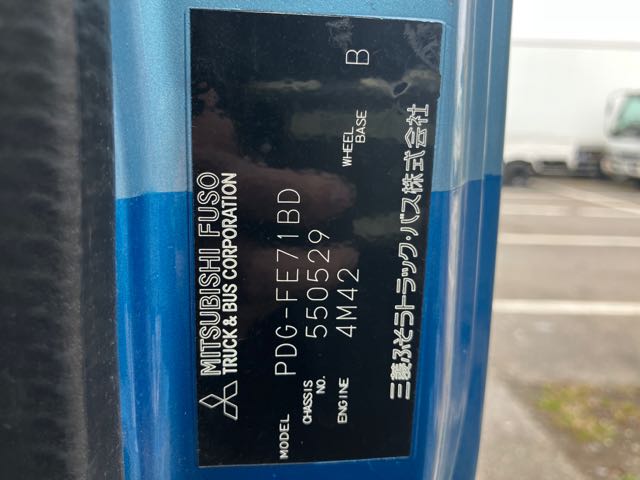 MITSUBISHI FUSO
TRUCK & BUS CORPORATION
MODEL PDG-FE71BD
CHASSIS NO. 550529
ENGINE 4M42 WHEEL BASE B
三菱ふそうトラック・バス株式会社